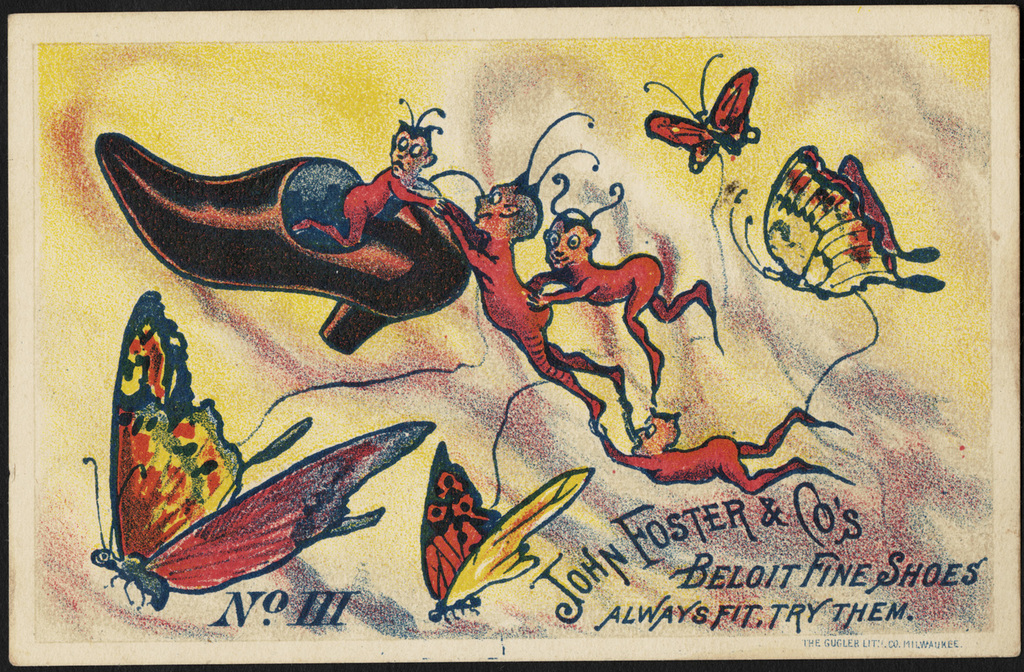 No. III
JOHN FOSTER & CO'S
BELOIT FINE SHOES
ALWAYS FIT, TRY THEM.
THE GUGLER LITH. CO. MILWAUKEE.